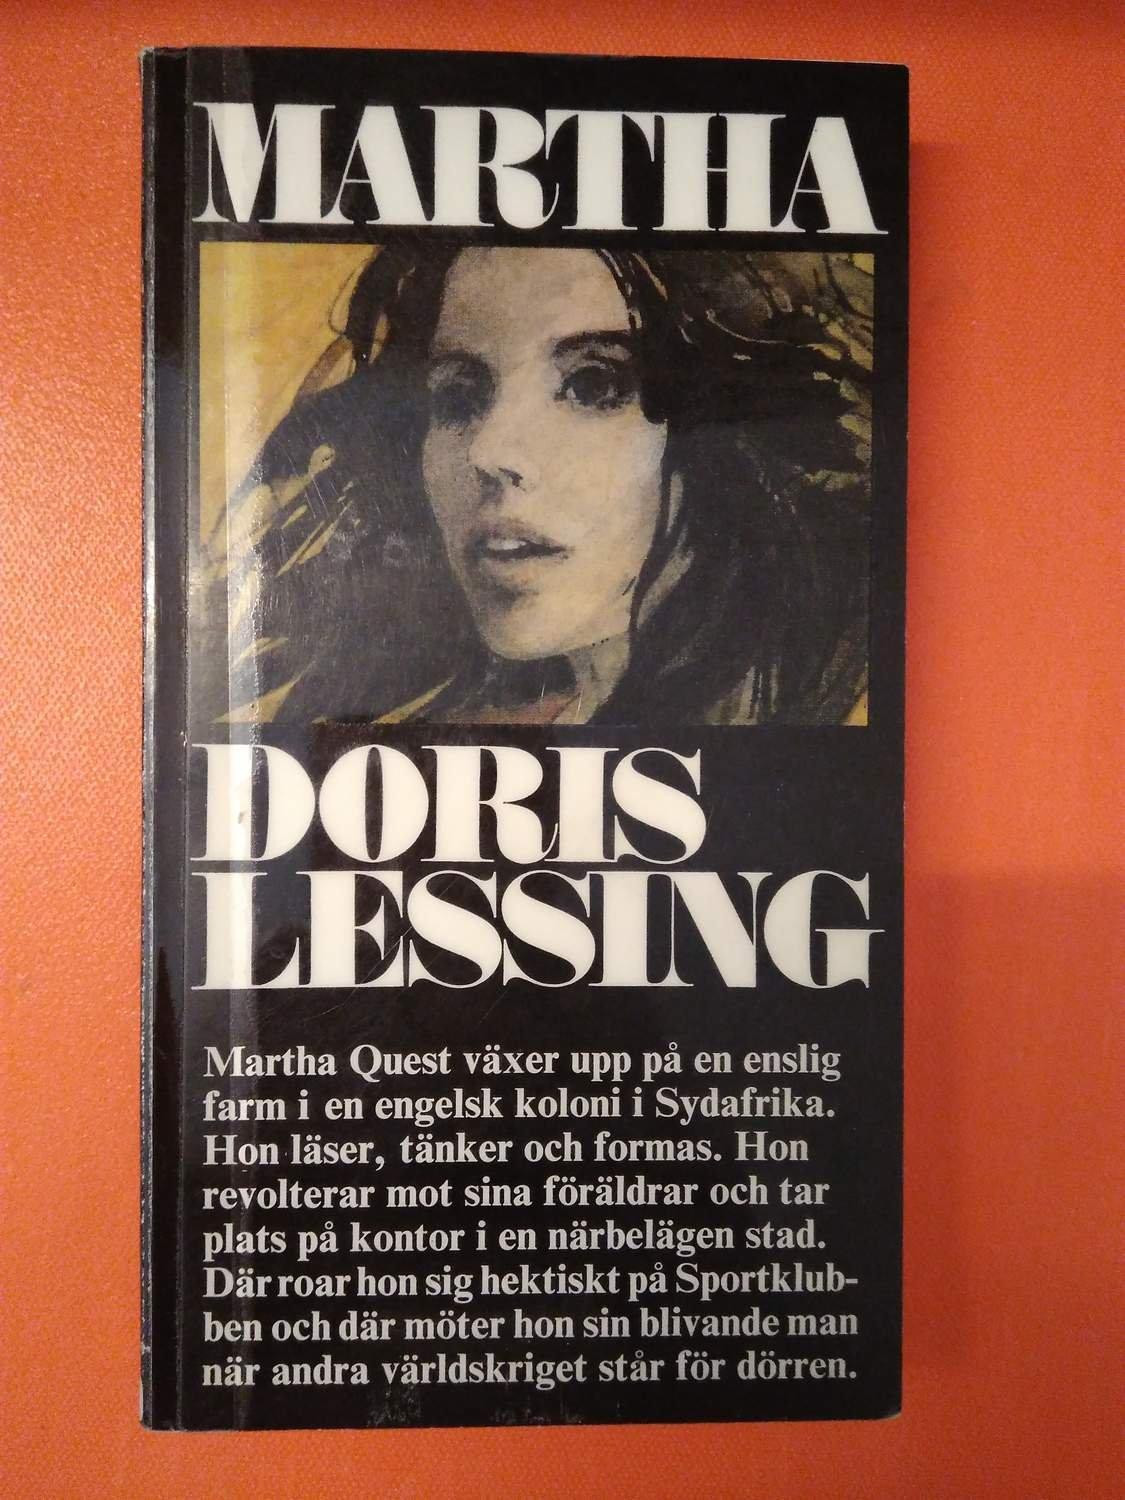 MARTHA
DORIS
LESSING
Martha Quest växer upp på en enslig
farm i en engelsk koloni i Sydafrika.
Hon läser, tänker och formas. Hon
revolterar mot sina föräldrar och tar
plats på kontor i en närbelägen stad.
Där roar hon sig hektiskt på Sportklub-
ben och där möter hon sin blivande man
när andra världskriget står för dörren.